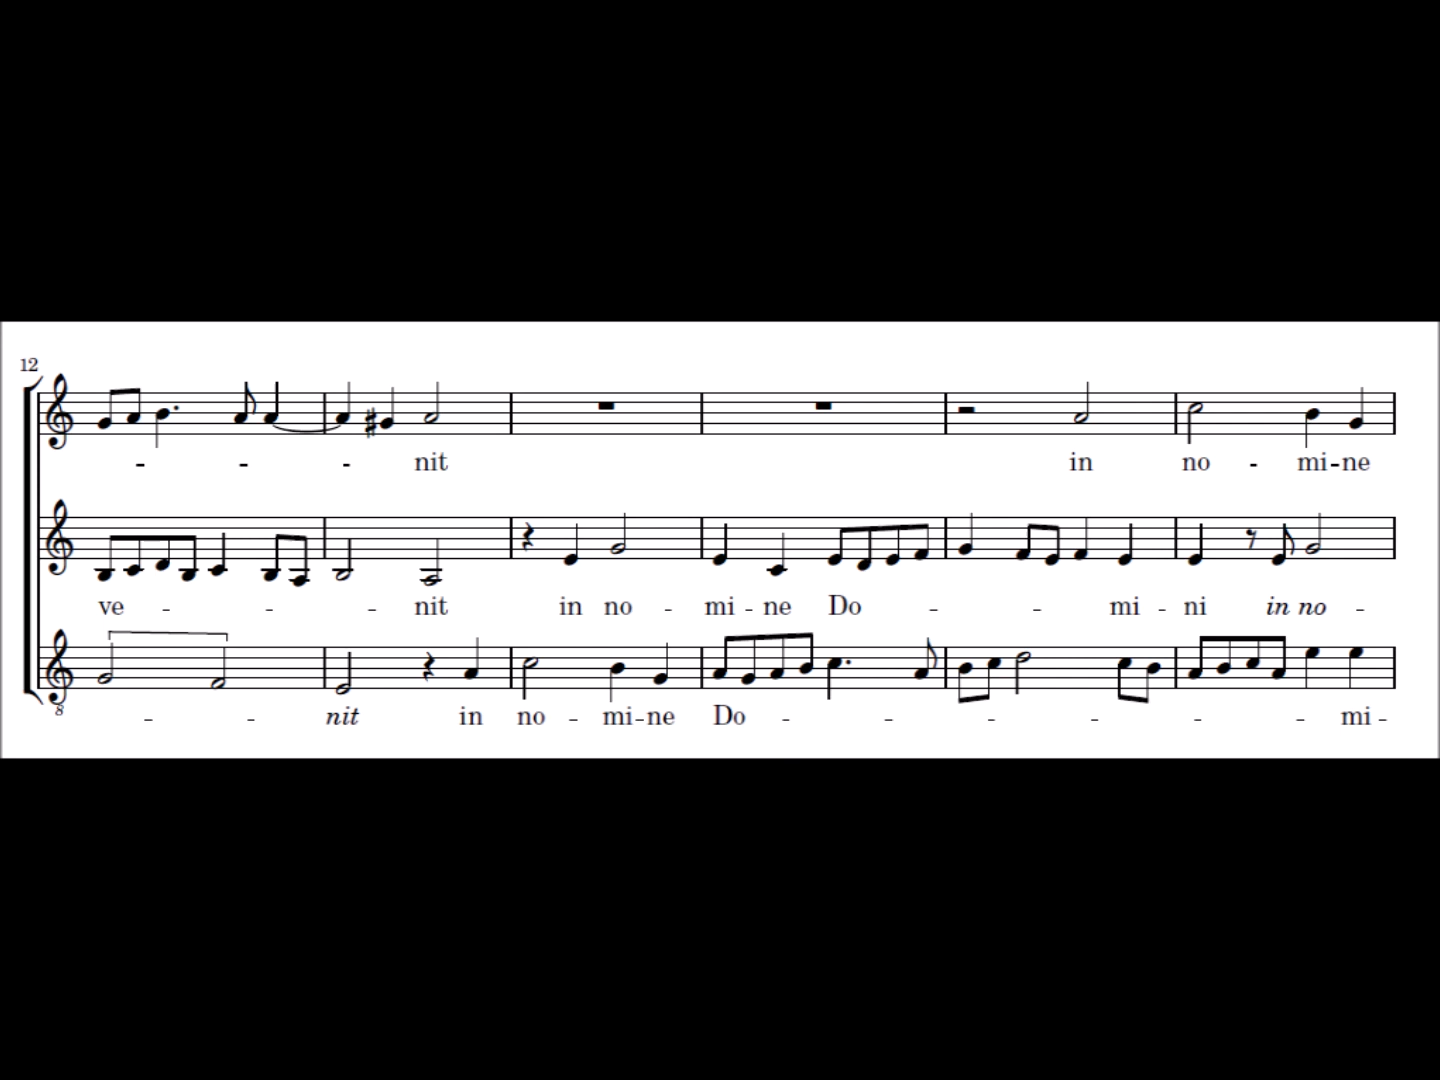 12
- - - nit in no - mi-ne
ve - - - nit in no - mi - ne Do - - mi - ni in no -
8
- - nit in no - mi-ne Do - - - - - - mi -